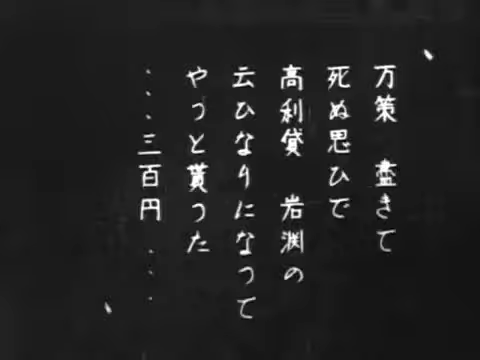 万策　盡きて
死ぬ思ひで
高利貸　岩渕の
云ひなりになつて
やつと貰つた
・・・三百円・・・